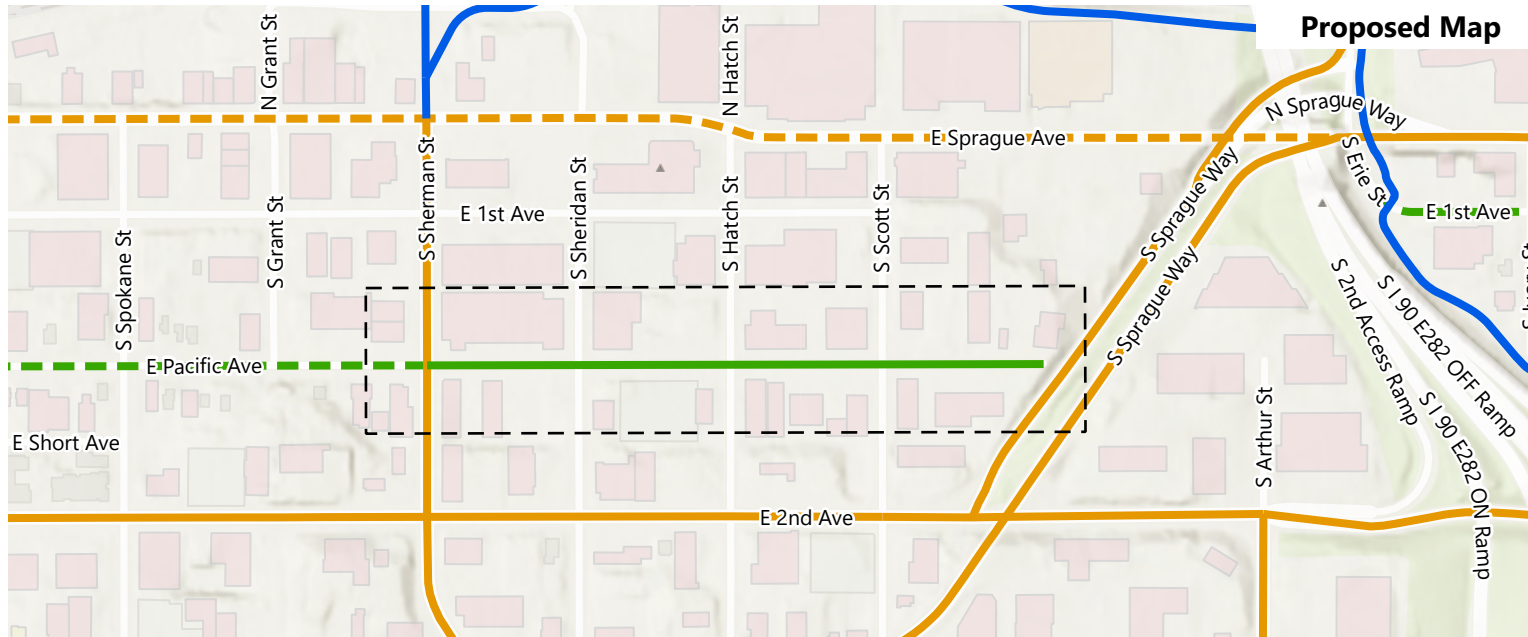 Proposed Map
N Grant St
N Hatch St
N Sprague Way
E Sprague Ave
S Erie St
S Sherman St
S Sheridan St
S Hatch St
S Scott St
S Sprague Way
E 1st Ave
E 1st Ave
S Grant St
S Spokane St
S Sprague Way
S 2nd Access Ramp
S I 90 E282 OFF Ramp
E Pacific Ave
E Short Ave
S Arthur St
S I 90 E282 ON Ramp
E 2nd Ave